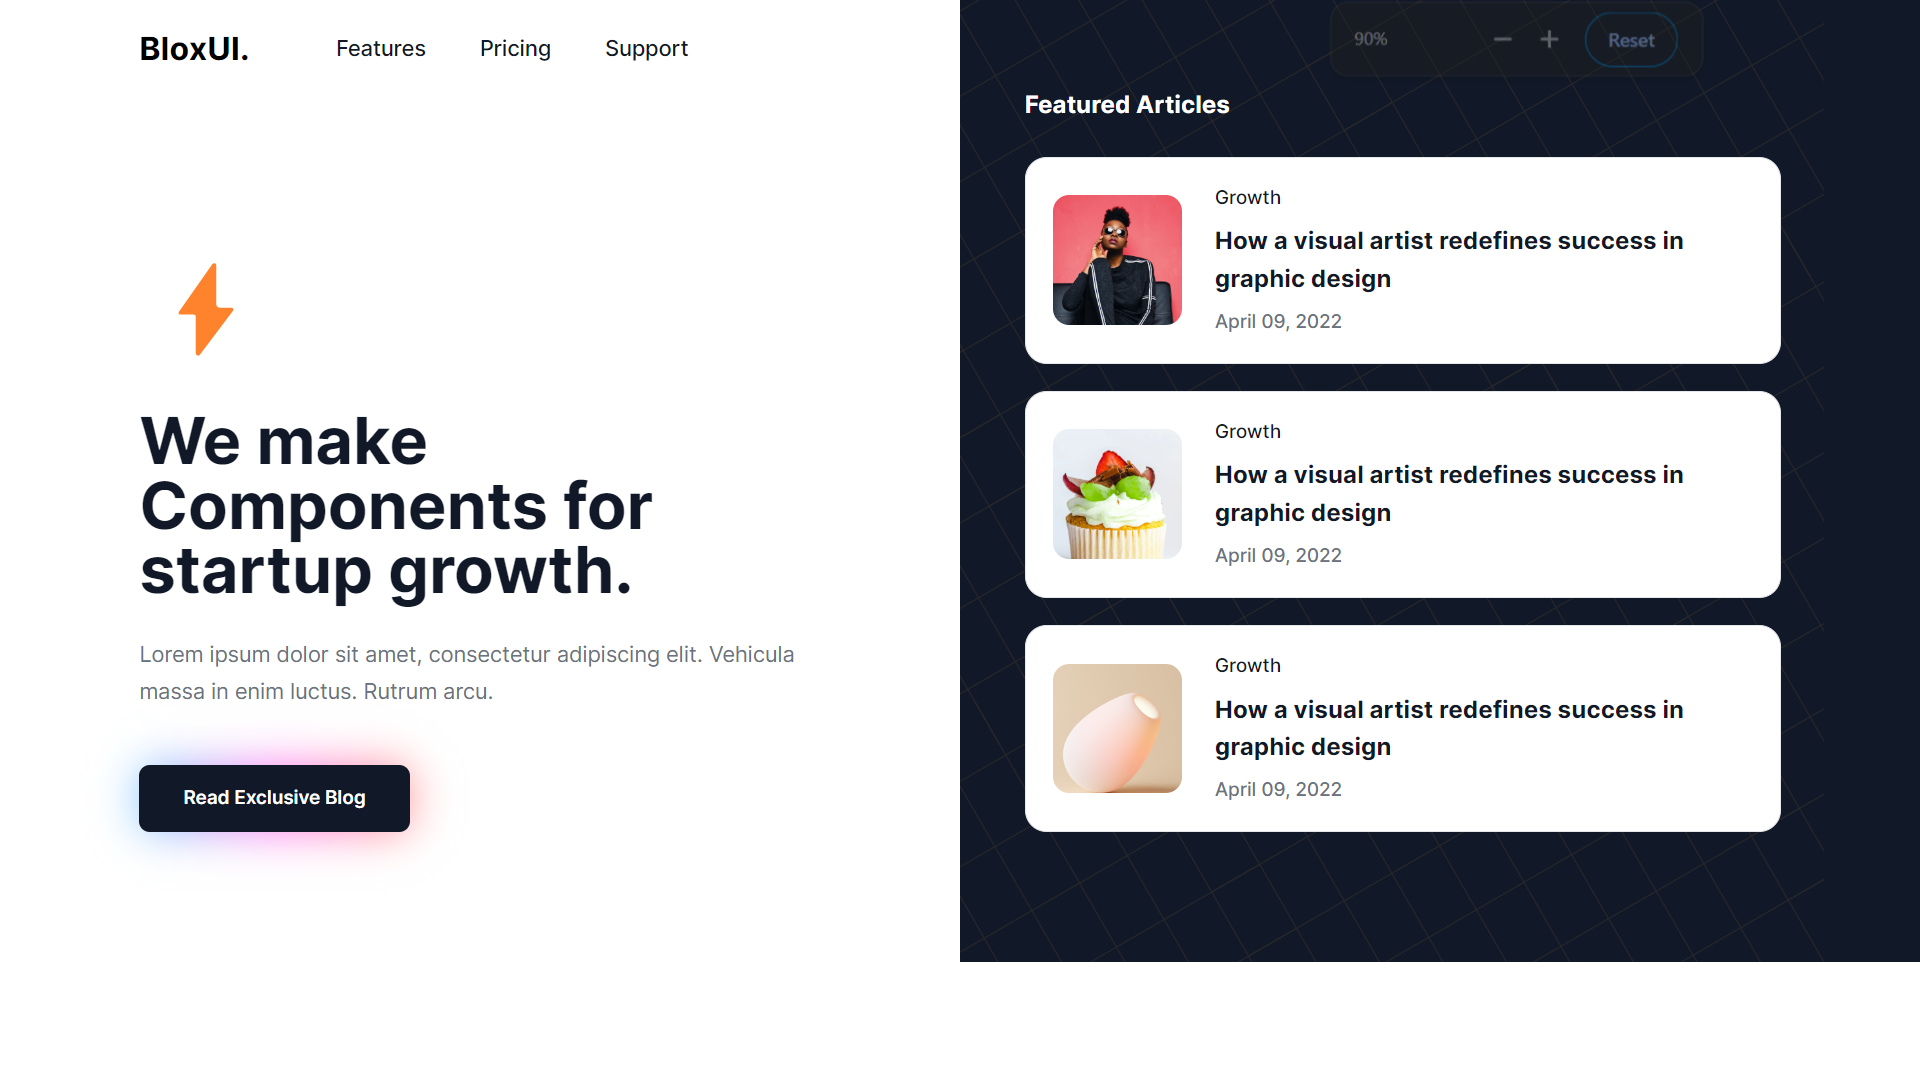 BloxUI.
Features
Pricing
Support
We make
Components for
startup growth.
Lorem ipsum dolor sit amet, consectetur adipiscing elit. Vehicula
massa in enim luctus. Rutrum arcu.
Read Exclusive Blog
90%
Reset
Featured Articles
Growth
How a visual artist redefines success in
graphic design
April 09, 2022
Growth
How a visual artist redefines success in
graphic design
April 09, 2022
Growth
How a visual artist redefines success in
graphic design
April 09, 2022